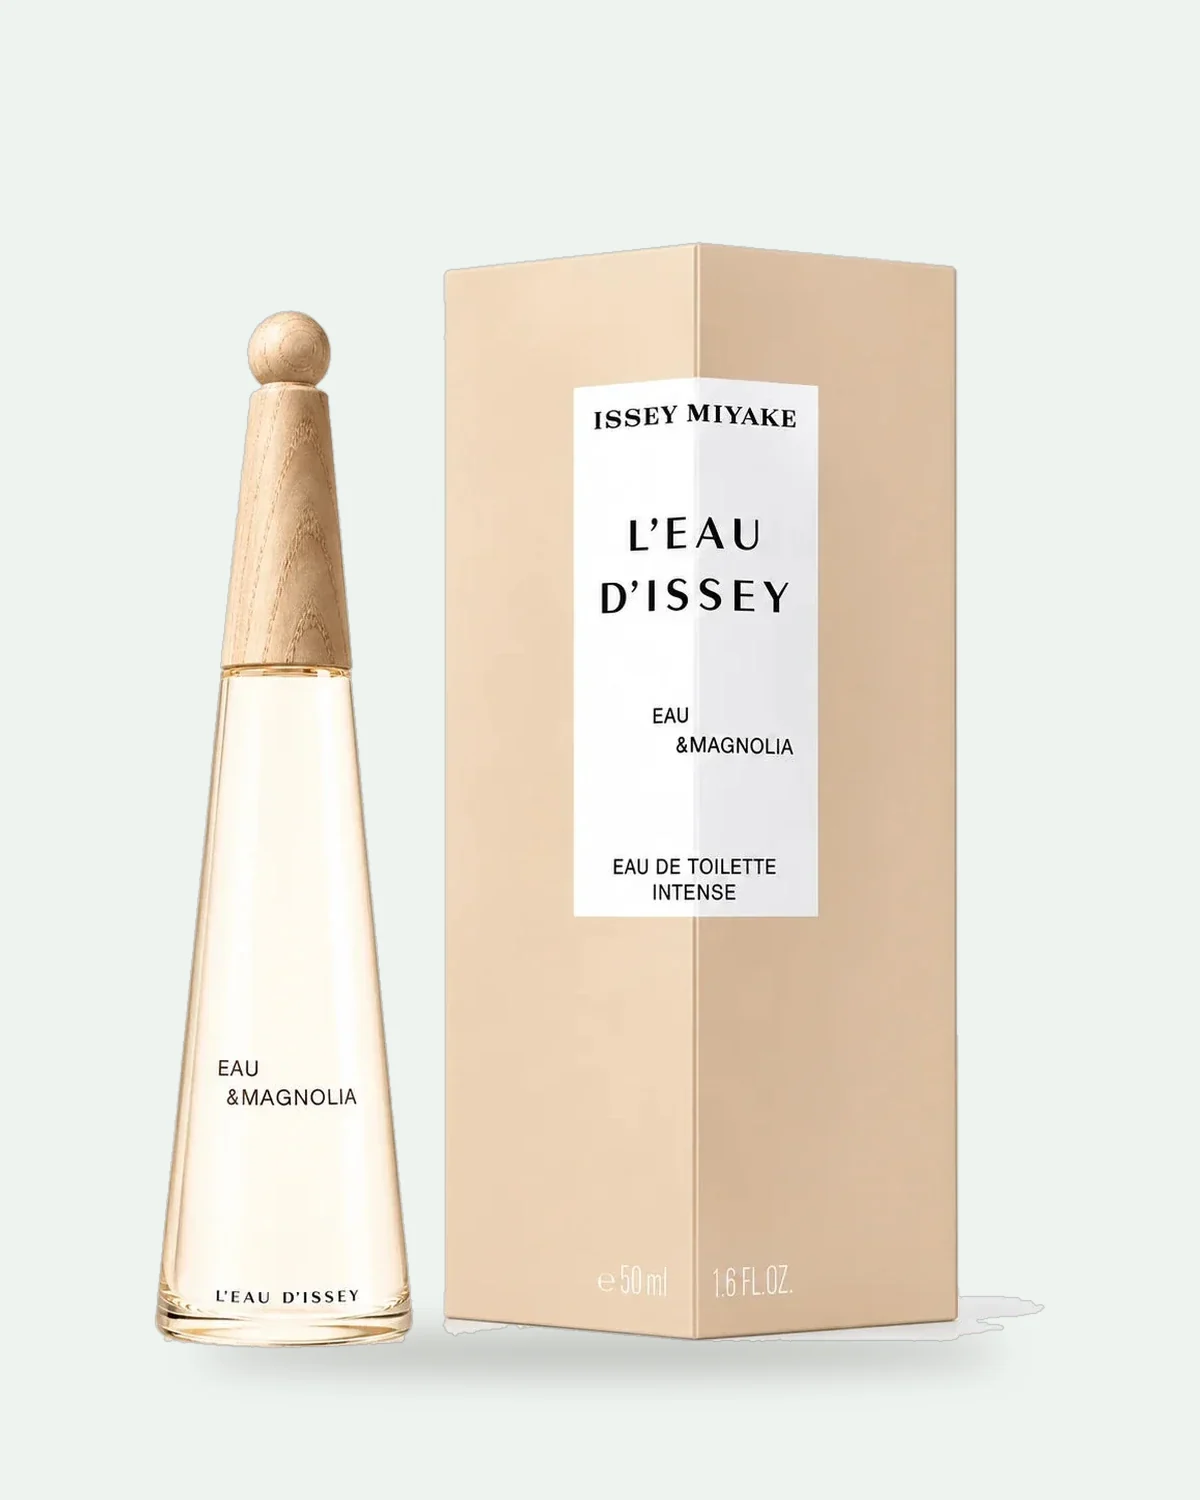 ISSEY MIYAKE
L'EAU
D'ISSEY
EAU
&MAGNOLIA
EAU DE TOILETTE
INTENSE
℮ 50 ml 1.6 FL.OZ.
EAU
&MAGNOLIA
L'EAU D'ISSEY